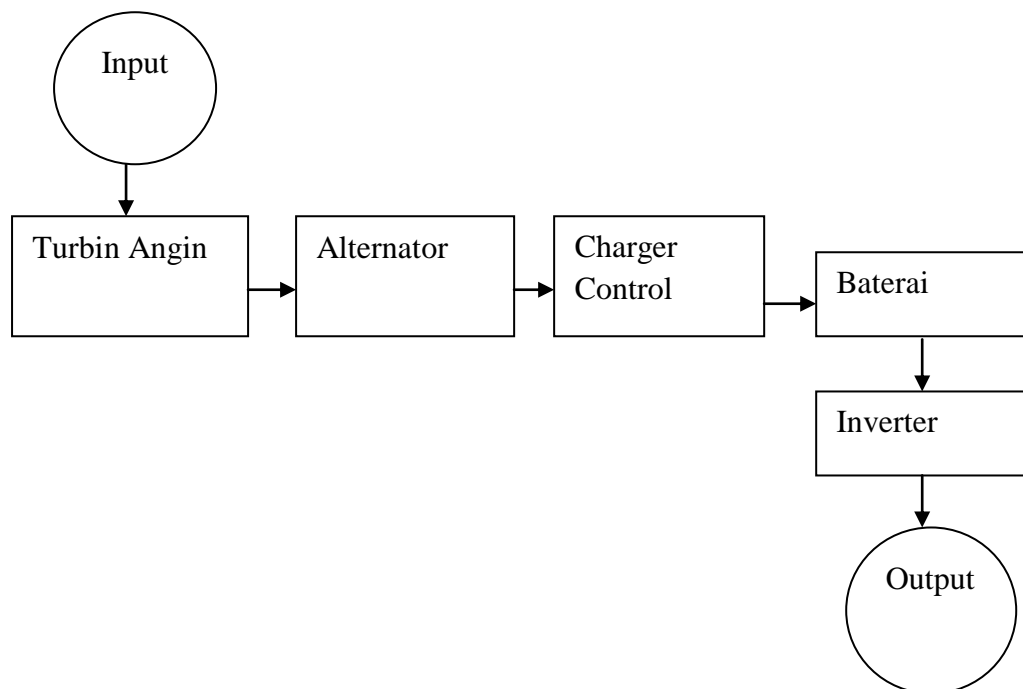 Input
Turbin Angin
Alternator
Charger
Control
Baterai
Inverter
Output